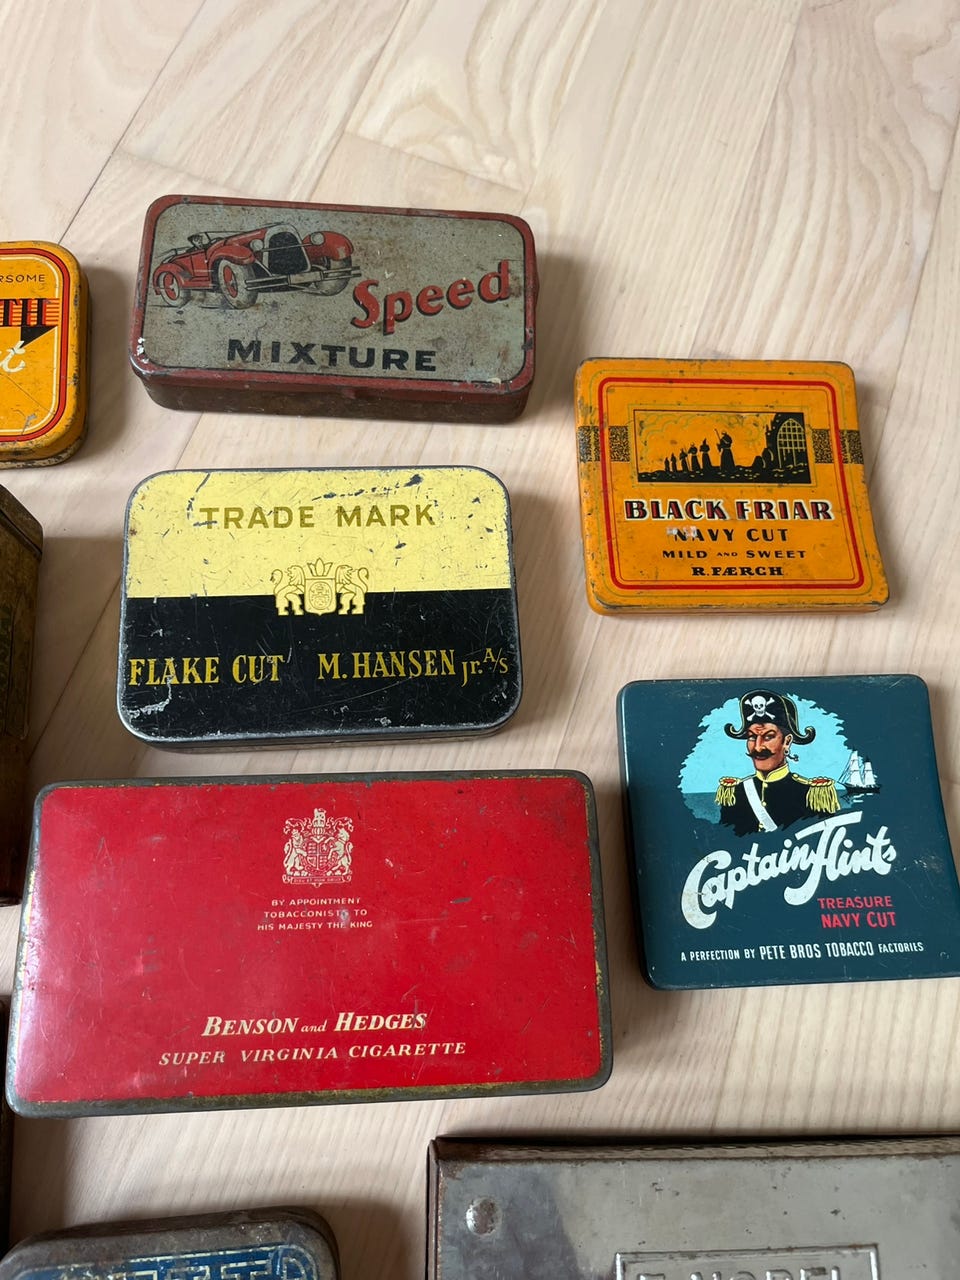 Speed
MIXTURE
TRADE MARK
FLAKE CUT M. HANSEN jr. A/S
BLACK FRIAR
NAVY CUT
MILD AND SWEET
R. FÆRCH
Captain Flint's
TREASURE
NAVY CUT
A PERFECTION BY PETE BROS TOBACCO FACTORIES
BY APPOINTMENT
TOBACCONISTS TO
HIS MAJESTY THE KING
BENSON and HEDGES
SUPER VIRGINIA CIGARETTE